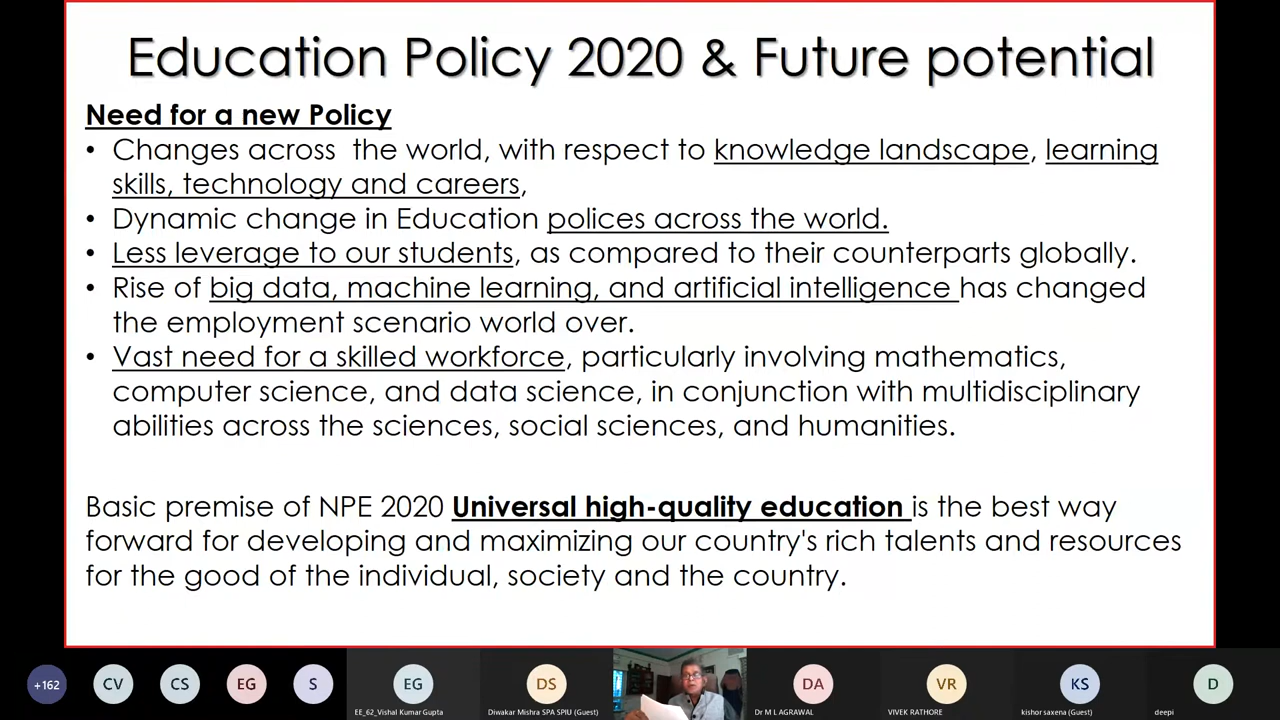 Education Policy 2020 & Future potential
Need for a new Policy
• Changes across the world, with respect to knowledge landscape, learning
skills, technology and careers,
• Dynamic change in Education polices across the world.
• Less leverage to our students, as compared to their counterparts globally.
• Rise of big data, machine learning, and artificial intelligence has changed
the employment scenario world over.
• Vast need for a skilled workforce, particularly involving mathematics,
computer science, and data science, in conjunction with multidisciplinary
abilities across the sciences, social sciences, and humanities.
Basic premise of NPE 2020 Universal high-quality education is the best way
forward for developing and maximizing our country's rich talents and resources
for the good of the individual, society and the country.
+162 CV CS EG S EG DS DA VR KS D
EE_62_Vishal Kumar Gupta Diwakar Mishra SPA SPIU (Guest) Dr M L AGRAWAL VIVEK RATHORE kishor saxena (Guest) deepi